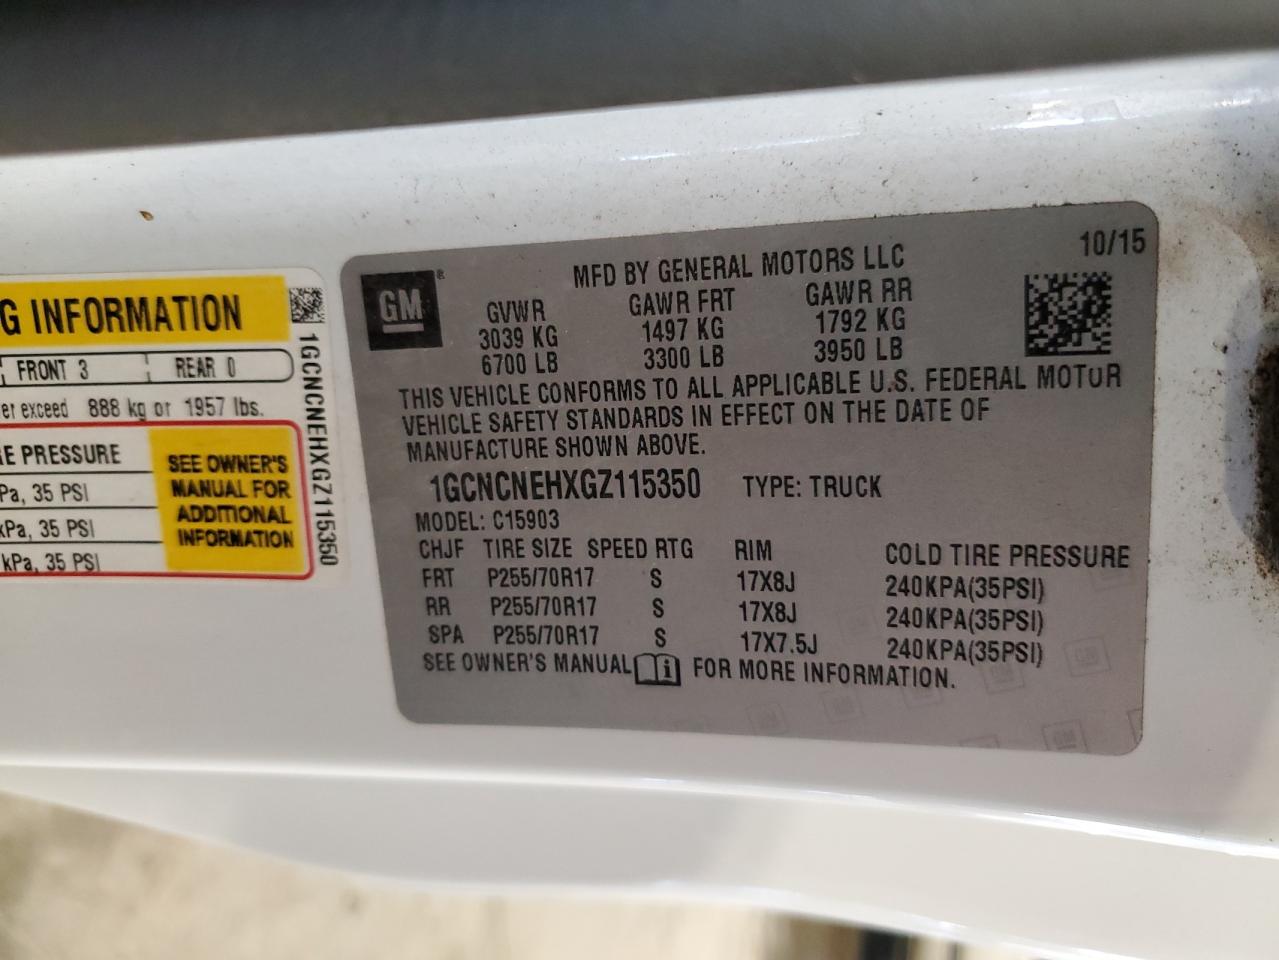 G INFORMATION
FRONT 3 REAR 0
er exceed 888 kg or 1957 lbs.
RE PRESSURE
Pa, 35 PSI
kPa, 35 PSI
kPa, 35 PSI
SEE OWNER'S
MANUAL FOR
ADDITIONAL
INFORMATION
1GCNCNEHXGZ115350
GM
MFD BY GENERAL MOTORS LLC 10/15
GVWR GAWR FRT GAWR RR
3039 KG 1497 KG 1792 KG
6700 LB 3300 LB 3950 LB
THIS VEHICLE CONFORMS TO ALL APPLICABLE U.S. FEDERAL MOTOR
VEHICLE SAFETY STANDARDS IN EFFECT ON THE DATE OF
MANUFACTURE SHOWN ABOVE.
1GCNCNEHXGZ115350 TYPE: TRUCK
MODEL: C15903
CHJF TIRE SIZE SPEED RTG RIM COLD TIRE PRESSURE
FRT P255/70R17 S 17X8J 240KPA(35PSI)
RR P255/70R17 S 17X8J 240KPA(35PSI)
SPA P255/70R17 S 17X7.5J 240KPA(35PSI)
SEE OWNER'S MANUAL FOR MORE INFORMATION.